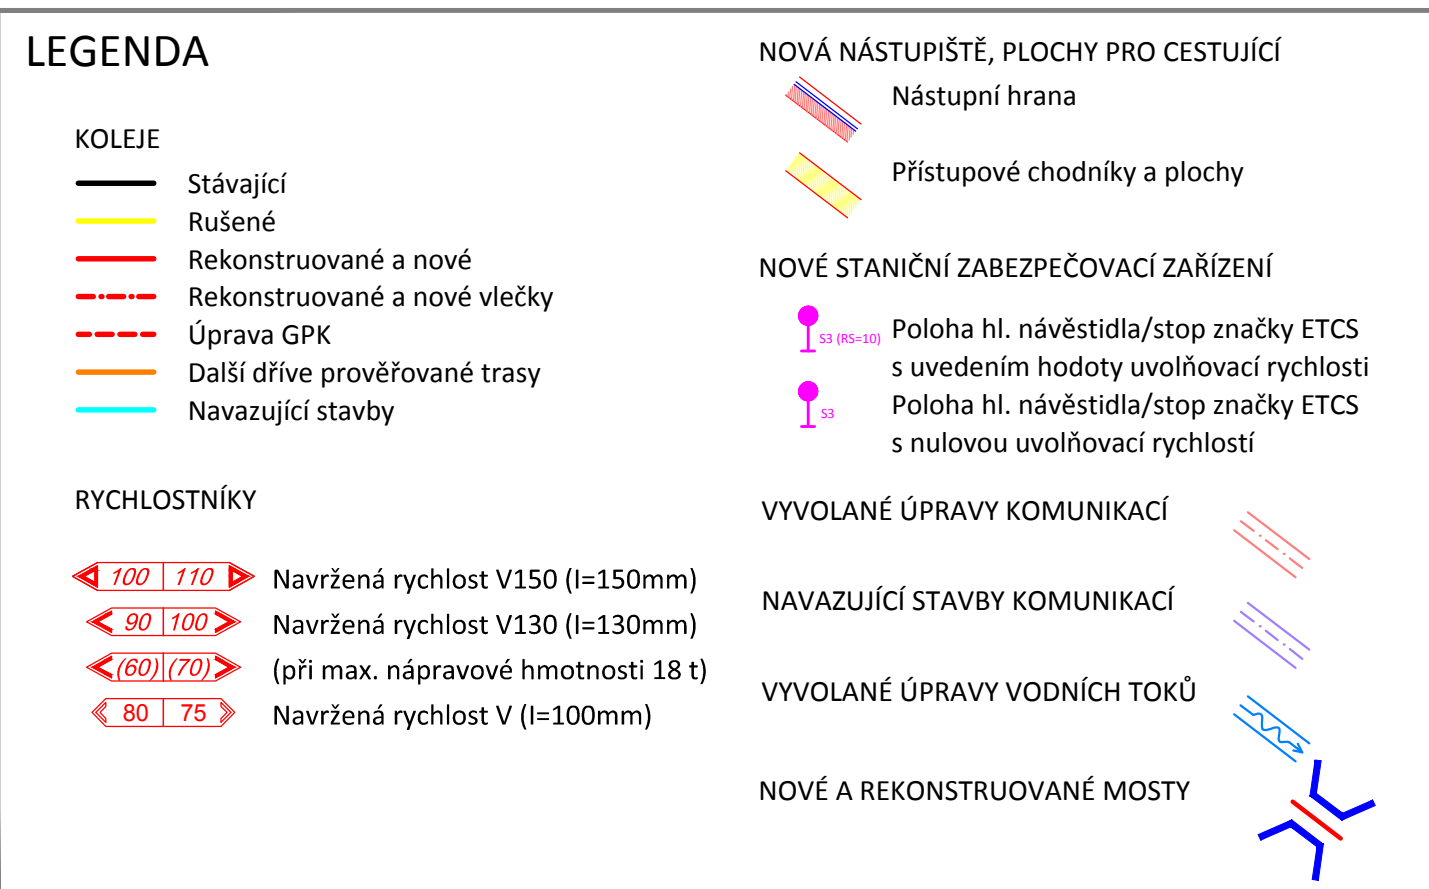 LEGENDA
KOLEJE
Stávající
Rušené
Rekonstruované a nové
Rekonstruované a nové vlečky
Úprava GPK
Další dříve prověřované trasy
Navazující stavby
RYCHLOSTNÍKY
100 110 Navržená rychlost V150 (I=150mm)
90 100 Navržená rychlost V130 (I=130mm)
(60) (70) (při max. nápravové hmotnosti 18 t)
80 75 Navržená rychlost V (I=100mm)
NOVÁ NÁSTUPIŠTĚ, PLOCHY PRO CESTUJÍCÍ
Nástupní hrana
Přístupové chodníky a plochy
NOVÉ STANIČNÍ ZABEZPEČOVACÍ ZAŘÍZENÍ
S3 (RS=10) Poloha hl. návěstidla/stop značky ETCS
s uvedením hodoty uvolňovací rychlosti
S3 Poloha hl. návěstidla/stop značky ETCS
s nulovou uvolňovací rychlostí
VYVOLANÉ ÚPRAVY KOMUNIKACÍ
NAVAZUJÍCÍ STAVBY KOMUNIKACÍ
VYVOLANÉ ÚPRAVY VODNÍCH TOKŮ
NOVÉ A REKONSTRUOVANÉ MOSTY